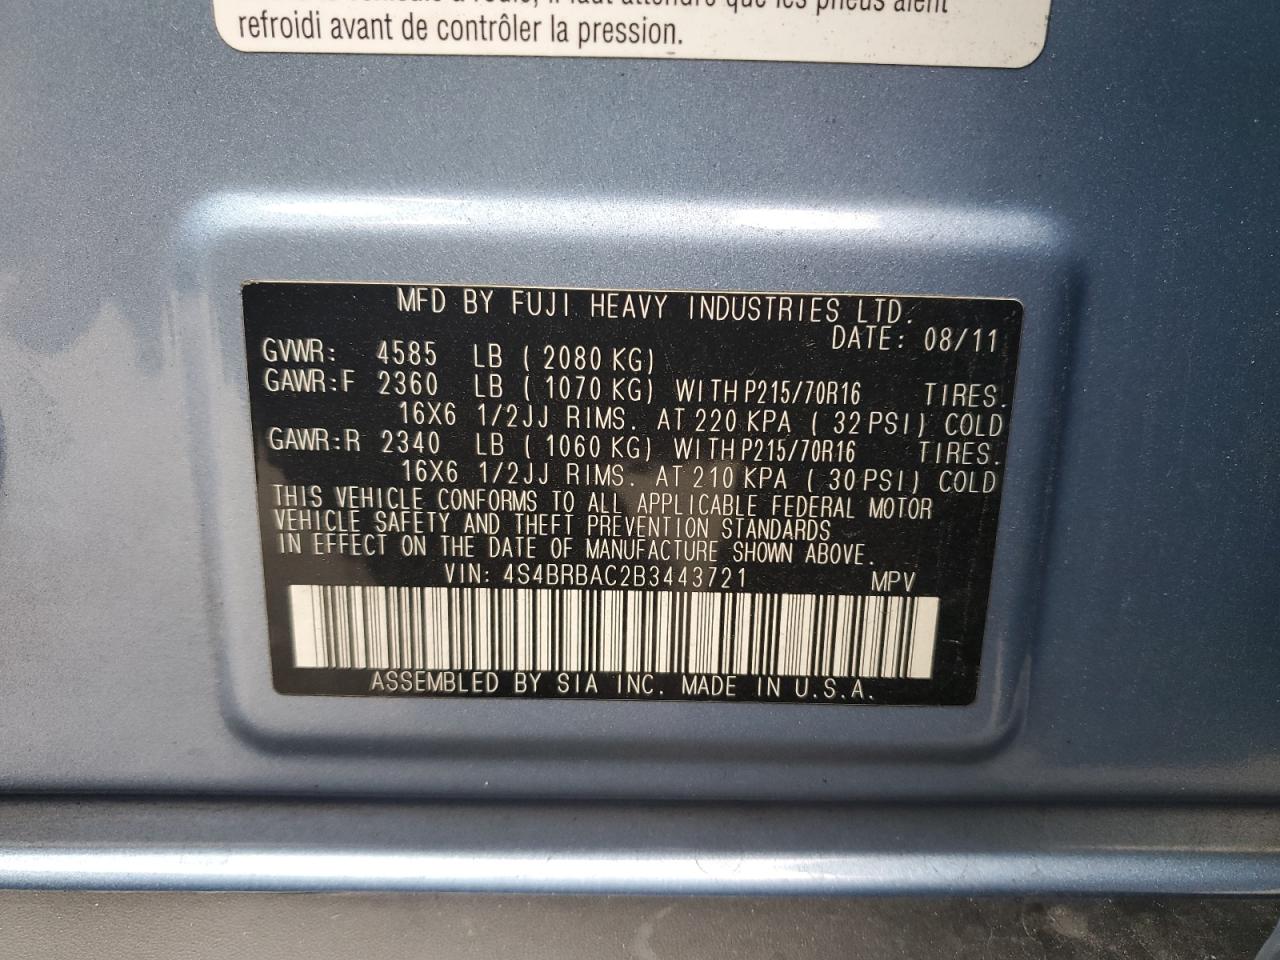 que les pneus aient
refroidi avant de contrôler la pression.
MFD BY FUJI HEAVY INDUSTRIES LTD.
DATE: 08/11
GVWR: 4585 LB ( 2080 KG)
GAWR:F 2360 LB ( 1070 KG) WITH P215/70R16 TIRES.
16X6 1/2JJ RIMS. AT 220 KPA ( 32 PSI) COLD
GAWR:R 2340 LB ( 1060 KG) WITH P215/70R16 TIRES.
16X6 1/2JJ RIMS. AT 210 KPA ( 30 PSI) COLD
THIS VEHICLE CONFORMS TO ALL APPLICABLE FEDERAL MOTOR
VEHICLE SAFETY AND THEFT PREVENTION STANDARDS
IN EFFECT ON THE DATE OF MANUFACTURE SHOWN ABOVE.
VIN: 4S4BRBAC2B3443721 MPV
ASSEMBLED BY SIA INC. MADE IN U.S.A.